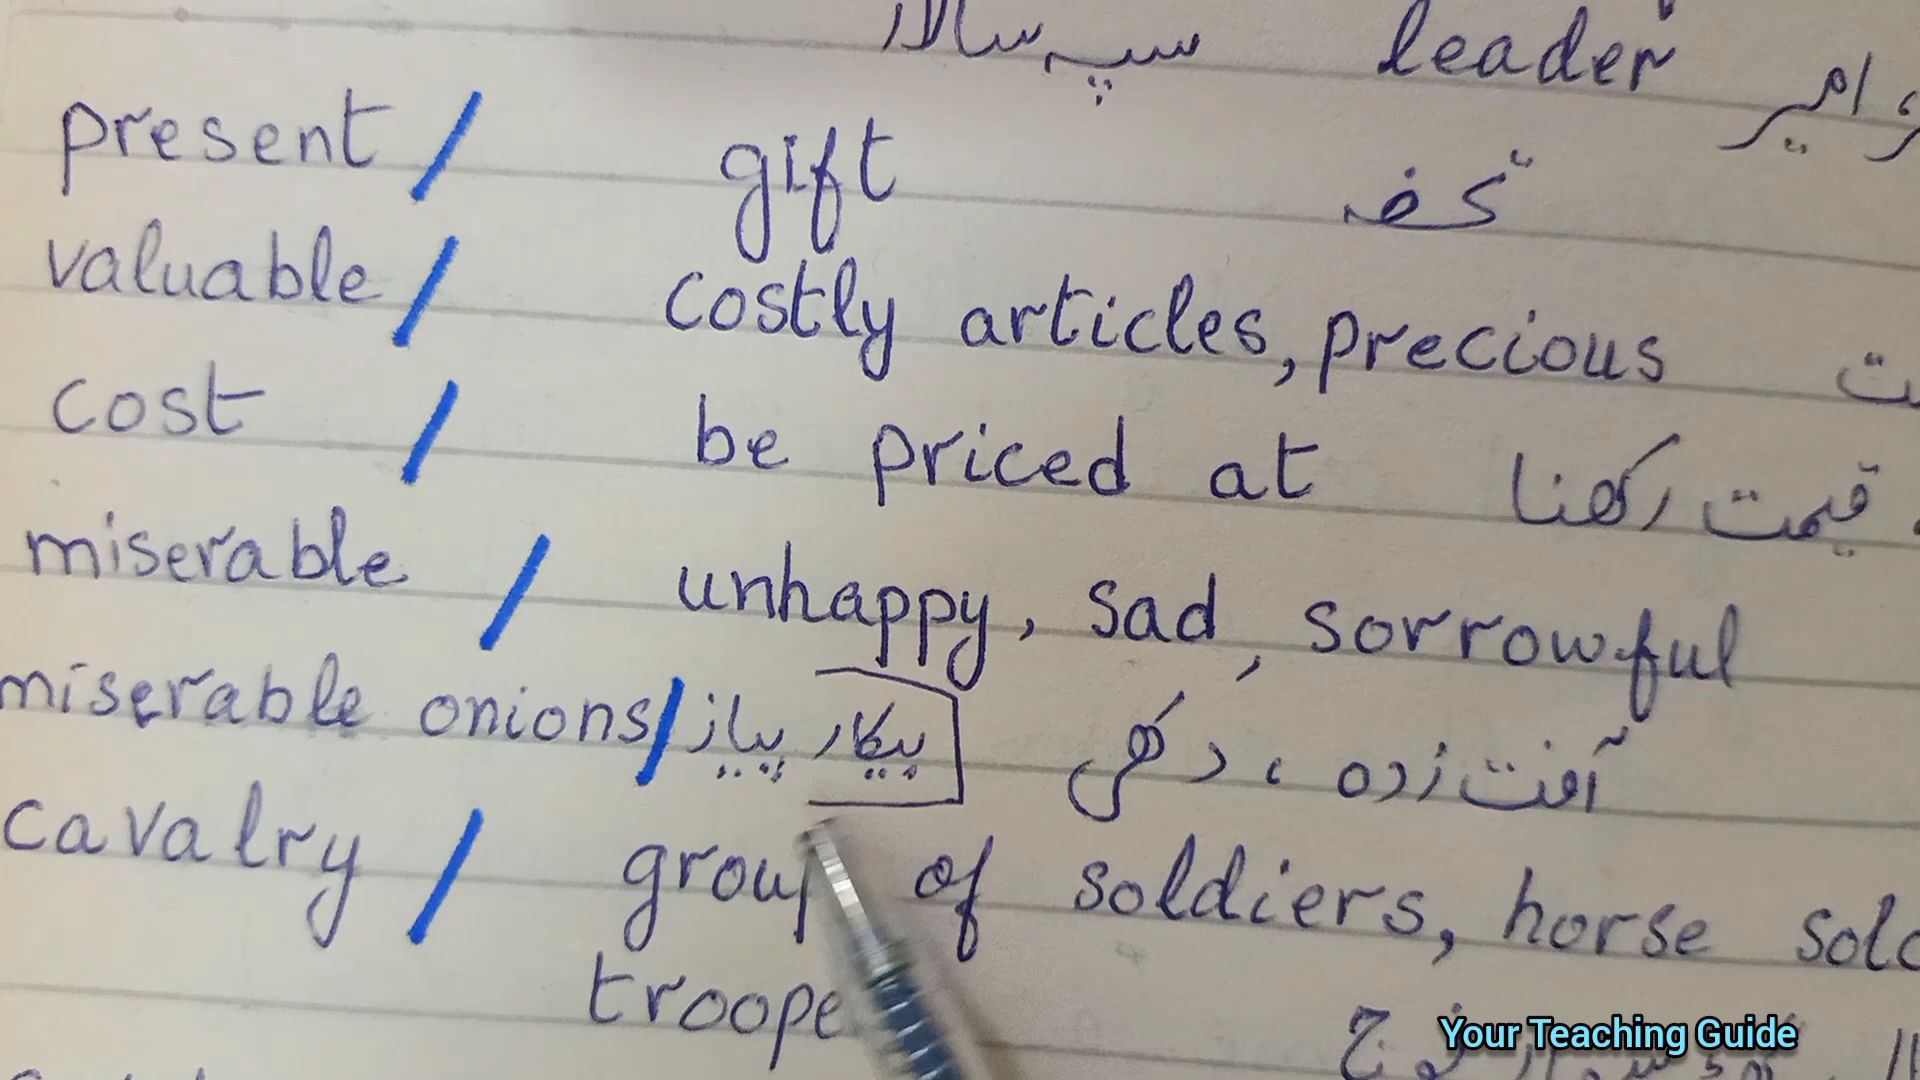 leader سپہ سالار
present / gift تحفہ
valuable / costly articles, precious
cost / be priced at قیمت رکھنا
miserable / unhappy, sad, sorrowful
miserable onions / بیکار پیاز آفت زدہ ، دکھی
cavalry / group of soldiers, horse
Your Teaching Guide